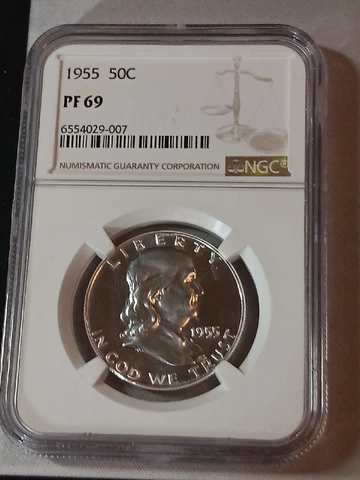 1955 50C
PF 69
6554029-007
NUMISMATIC GUARANTY CORPORATION
NGC
LIBERTY
1955
IN GOD WE TRUST